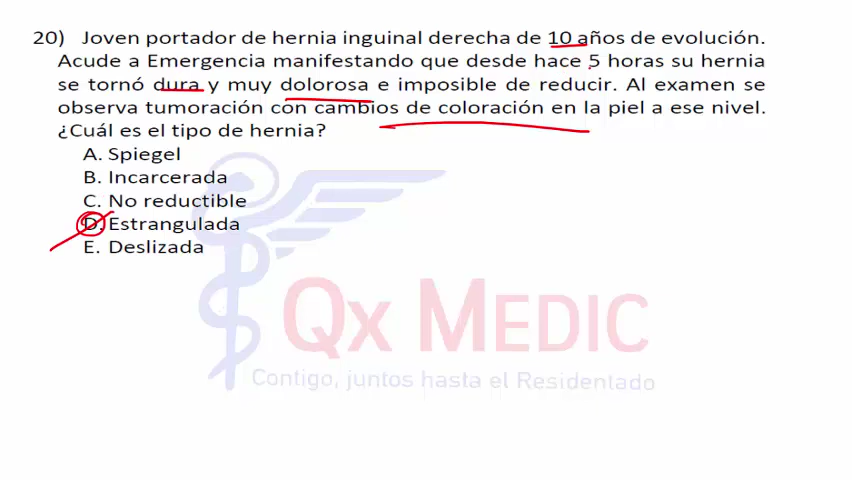 20) Joven portador de hernia inguinal derecha de 10 años de evolución.
Acude a Emergencia manifestando que desde hace 5 horas su hernia
se tornó dura y muy dolorosa e imposible de reducir. Al examen se
observa tumoración con cambios de coloración en la piel a ese nivel.
¿Cuál es el tipo de hernia?
A. Spiegel
B. Incarcerada
C. No reductible
D. Estrangulada
E. Deslizada
Qx MEDIC
Contigo, juntos hasta el Residentado